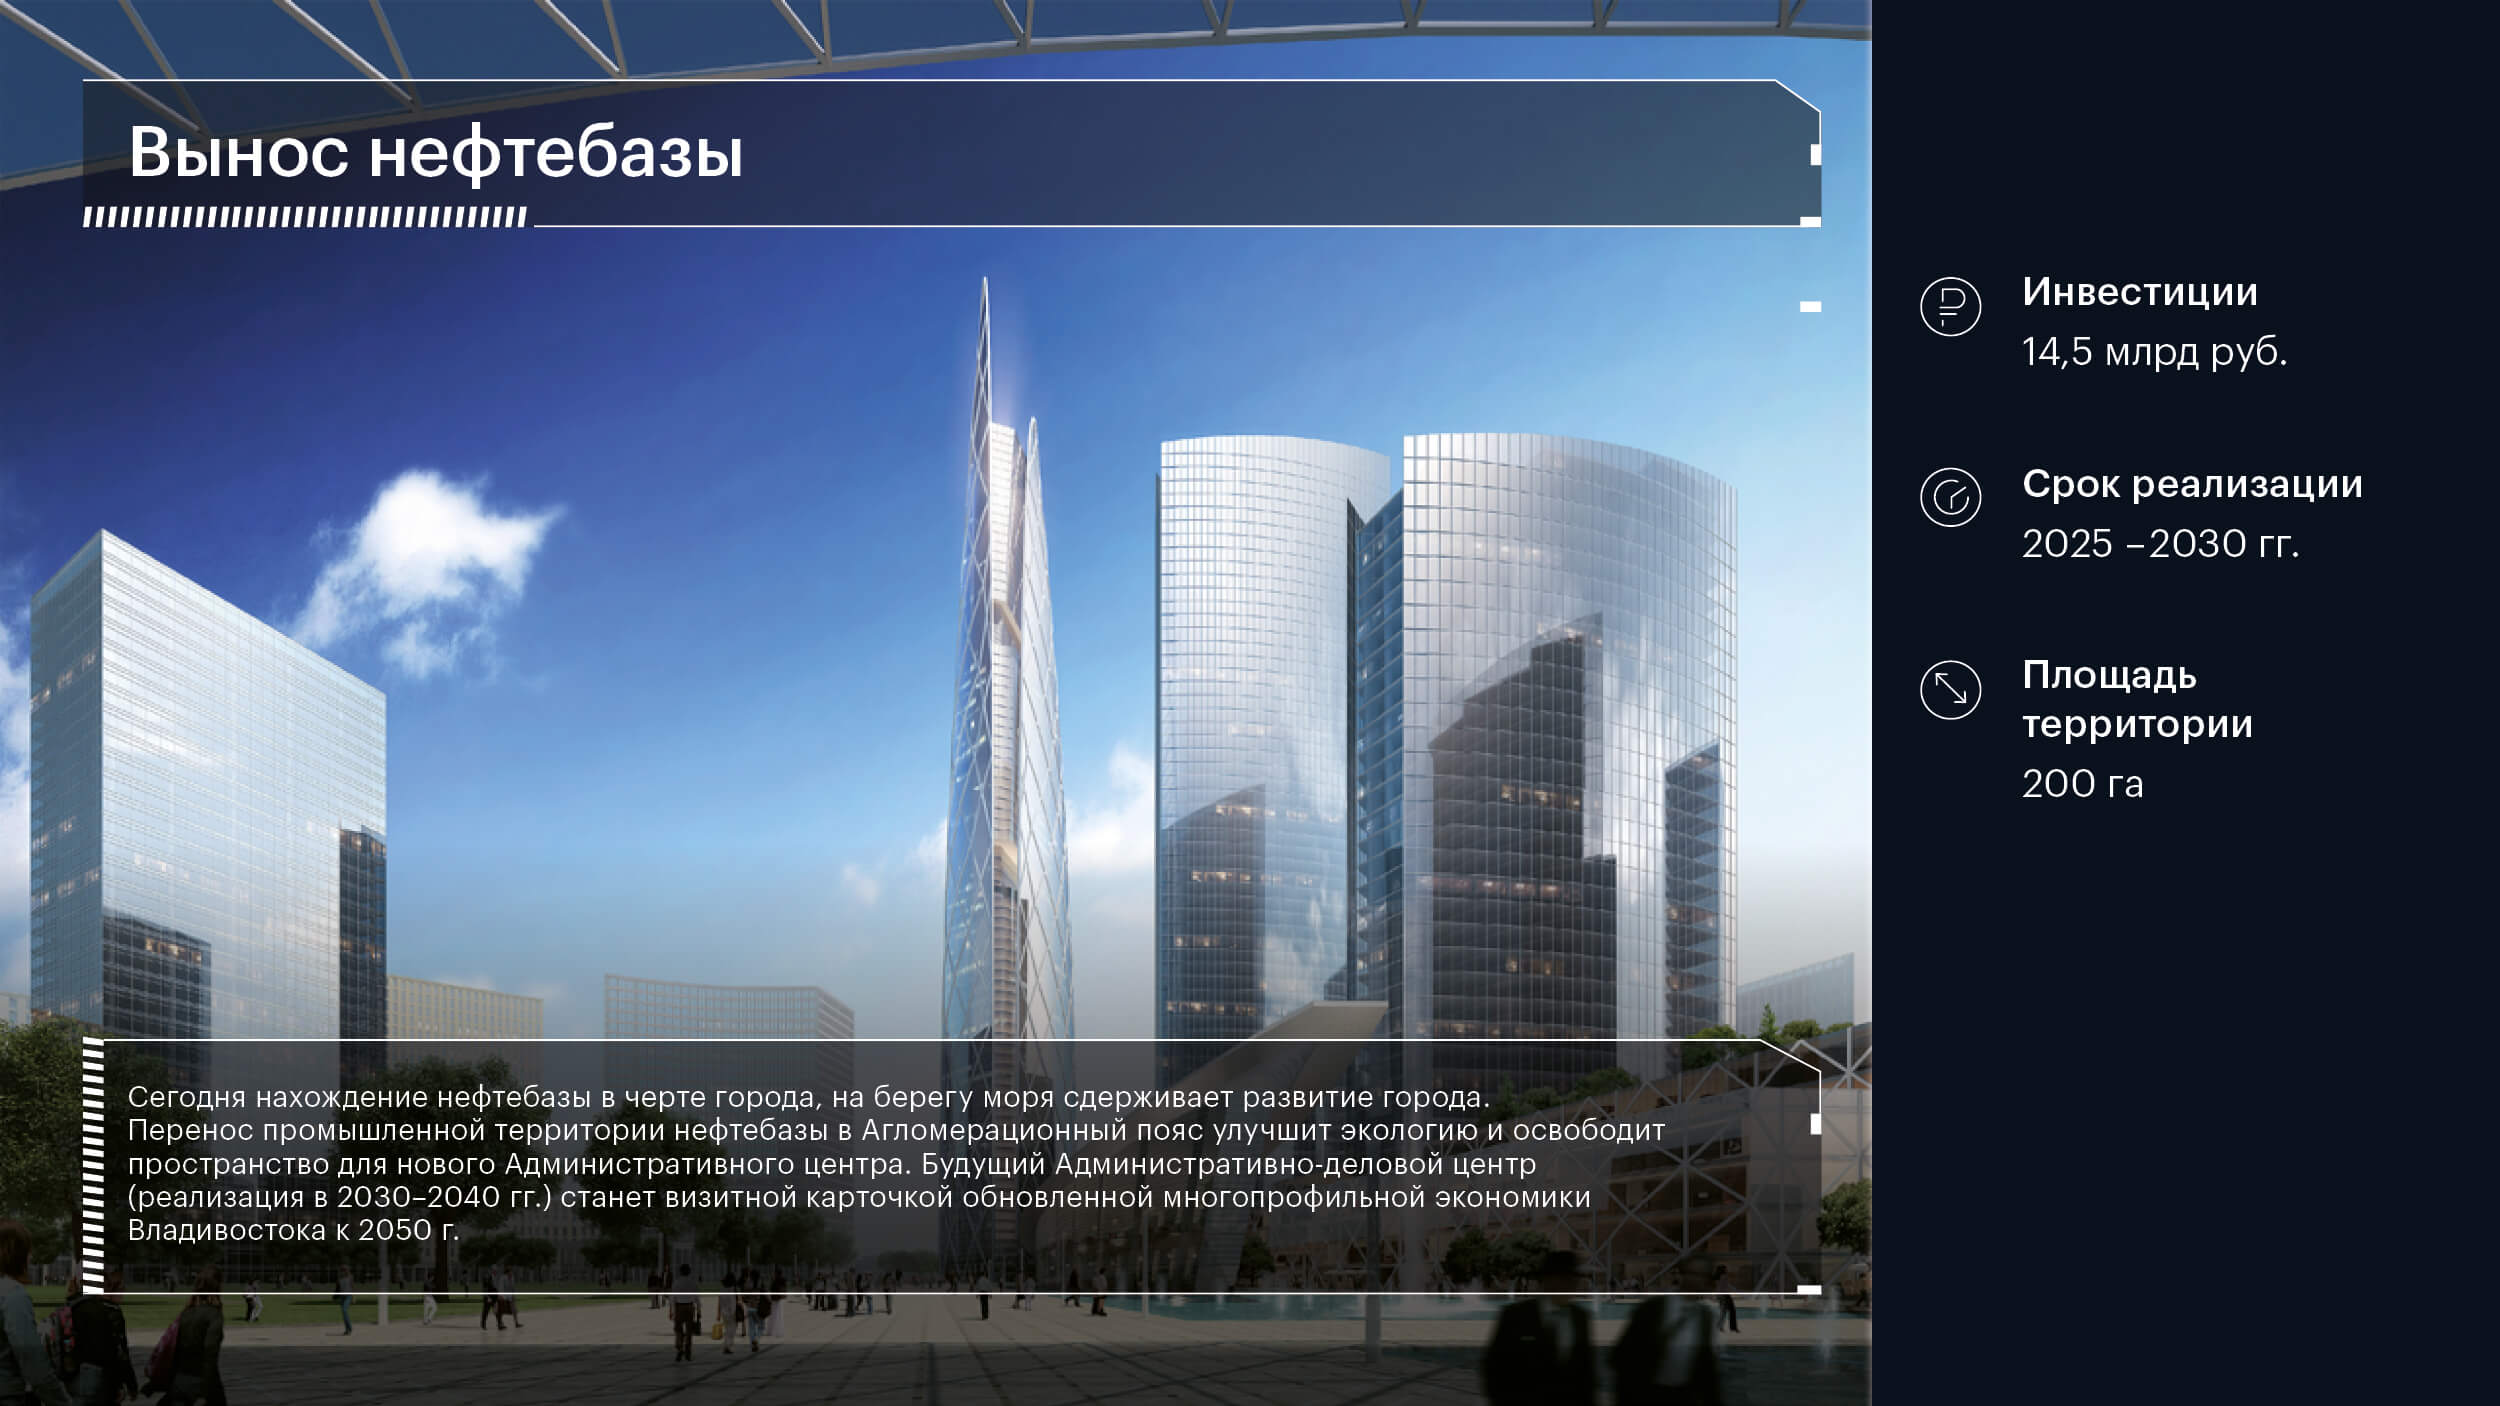 Вынос нефтебазы
Инвестиции
14,5 млрд руб.
Срок реализации
2025 –2030 гг.
Площадь
территории
200 га
Сегодня нахождение нефтебазы в черте города, на берегу моря сдерживает развитие города.
Перенос промышленной территории нефтебазы в Агломерационный пояс улучшит экологию и освободит
пространство для нового Административного центра. Будущий Административно-деловой центр
(реализация в 2030–2040 гг.) станет визитной карточкой обновленной многопрофильной экономики
Владивостока к 2050 г.